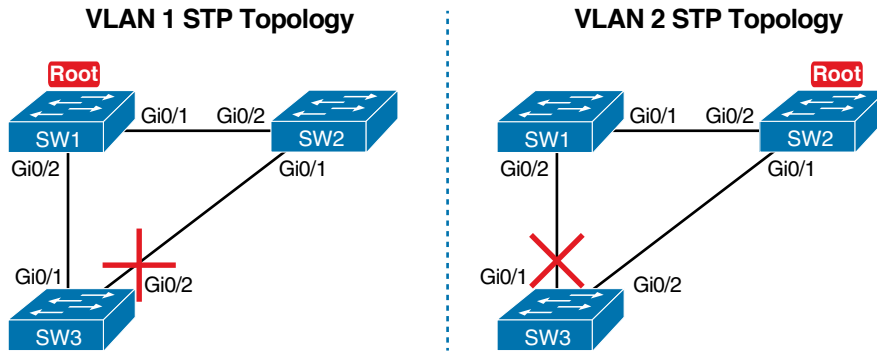 VLAN 1 STP Topology
Root
Gi0/1 Gi0/2
SW1 SW2
Gi0/2 Gi0/1
Gi0/1
Gi0/2
SW3
VLAN 2 STP Topology
Root
Gi0/1 Gi0/2
SW1 SW2
Gi0/2 Gi0/1
Gi0/1 Gi0/2
SW3